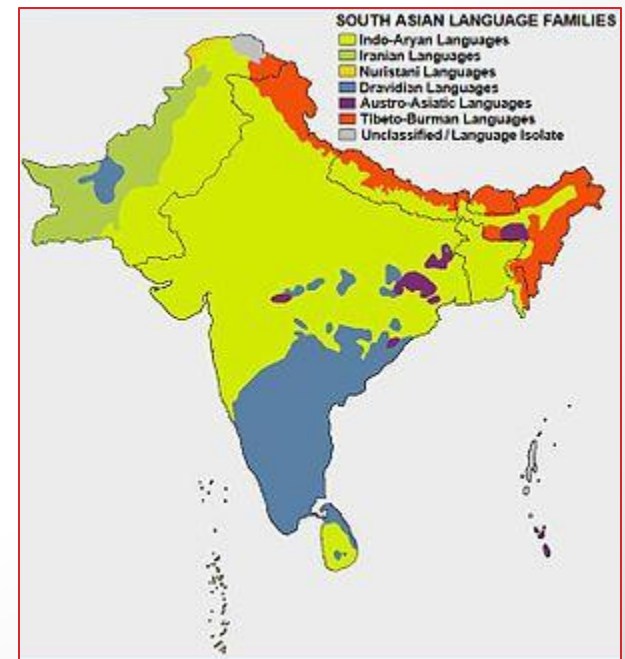 SOUTH ASIAN LANGUAGE FAMILIES
Indo-Aryan Languages
Iranian Languages
Nuristani Languages
Dravidian Languages
Austro-Asiatic Languages
Tibeto-Burman Languages
Unclassified / Language Isolate